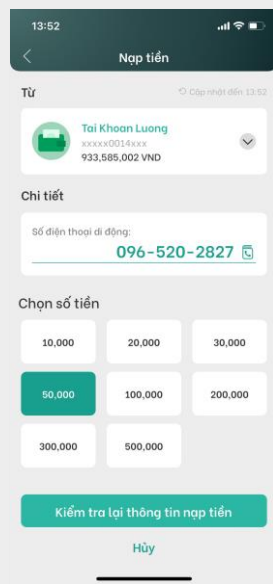 13:52
Nạp tiền
Từ
Cập nhật đến 13:52
Tai Khoan Luong
xxxxx0014xxx
933,585,002 VND
Chi tiết
Số điện thoại di động:
096-520-2827
Chọn số tiền
10,000 20,000 30,000
50,000 100,000 200,000
300,000 500,000
Kiểm tra lại thông tin nạp tiền
Hủy